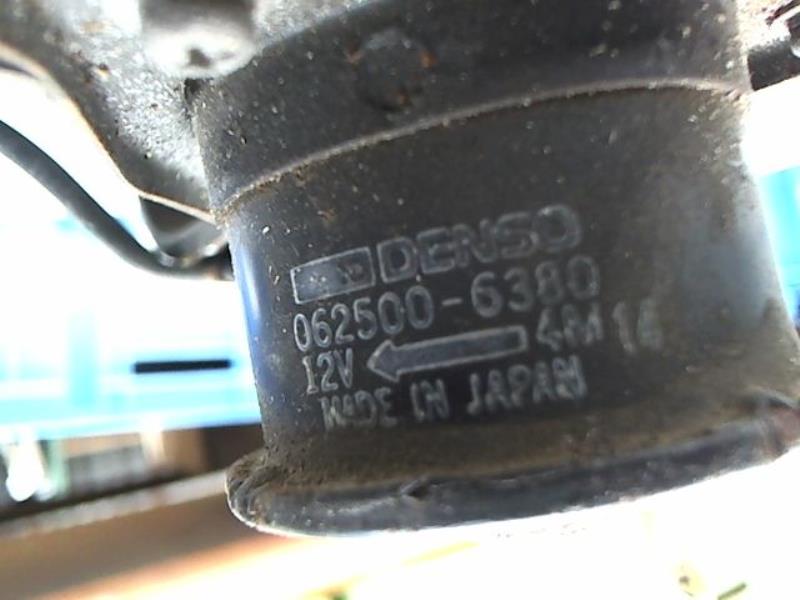 DENSO
062500-6380
12V 4M 14
MADE IN JAPAN